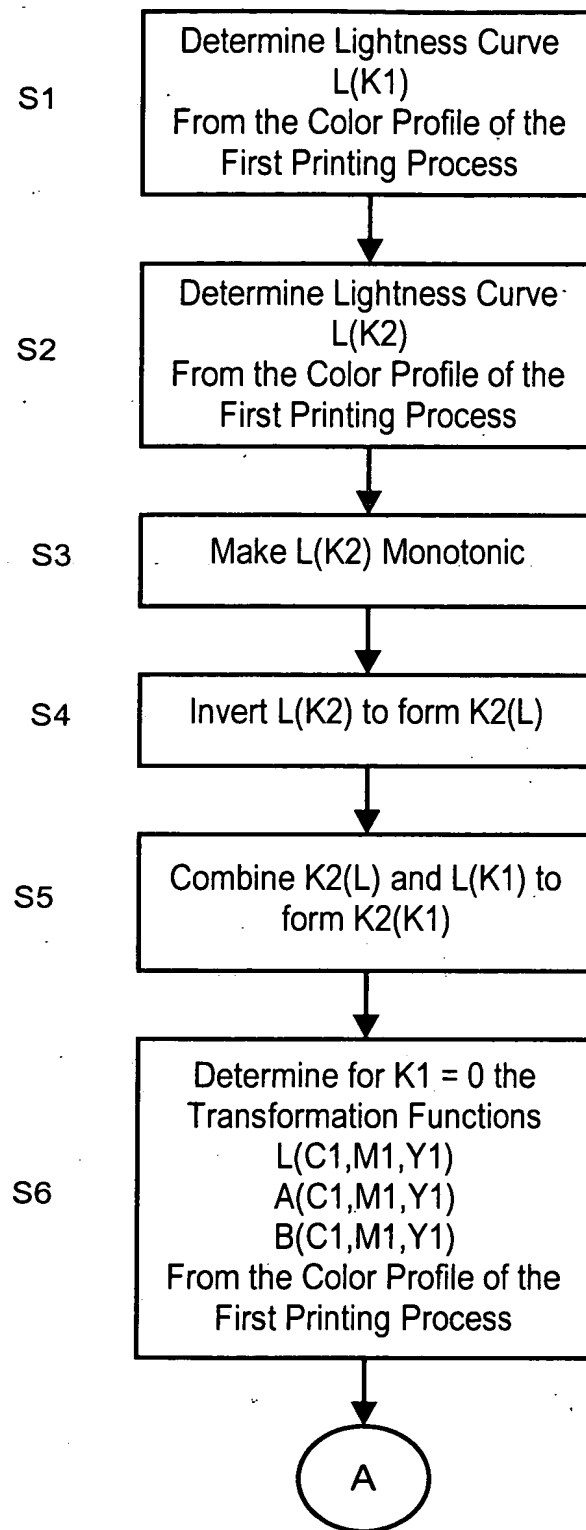 S1
Determine Lightness Curve
L(K1)
From the Color Profile of the
First Printing Process
S2
Determine Lightness Curve
L(K2)
From the Color Profile of the
First Printing Process
S3
Make L(K2) Monotonic
S4
Invert L(K2) to form K2(L)
S5
Combine K2(L) and L(K1) to
form K2(K1)
S6
Determine for K1 = 0 the
Transformation Functions
L(C1,M1,Y1)
A(C1,M1,Y1)
B(C1,M1,Y1)
From the Color Profile of the
First Printing Process
A